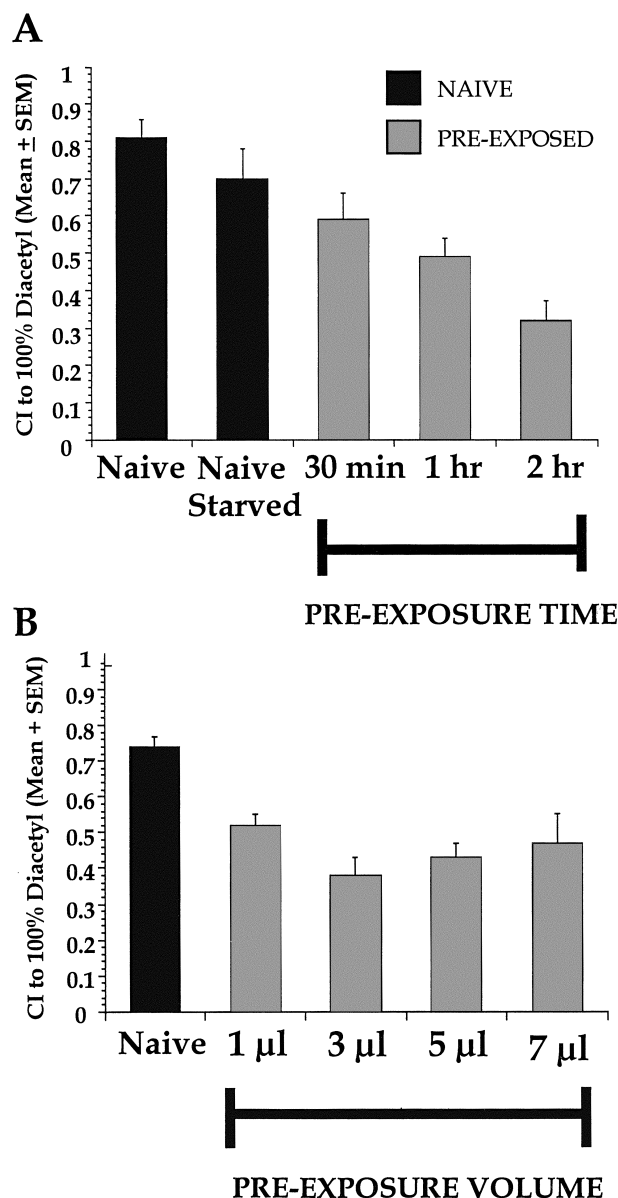 A
CI to 100% Diacetyl (Mean ± SEM)
1
0.9
0.8
0.7
0.6
0.5
0.4
0.3
0.2
0.1
0
NAIVE
PRE-EXPOSED
Naive Naive 30 min 1 hr 2 hr
Starved
PRE-EXPOSURE TIME
B
CI to 100% Diacetyl (Mean + SEM)
1
0.9
0.8
0.7
0.6
0.5
0.4
0.3
0.2
0.1
0
Naive 1 µl 3 µl 5 µl 7 µl
PRE-EXPOSURE VOLUME